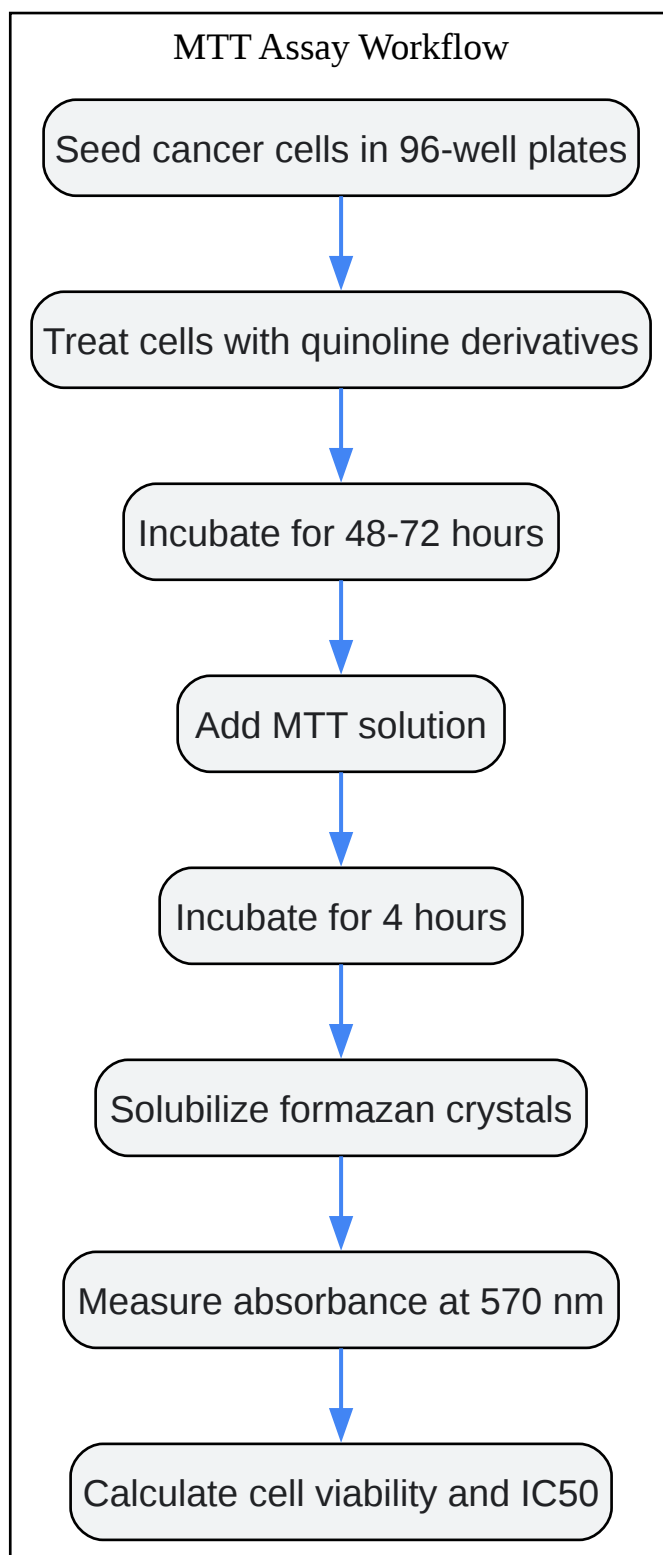 MTT Assay Workflow
Seed cancer cells in 96-well plates
Treat cells with quinoline derivatives
Incubate for 48-72 hours
Add MTT solution
Incubate for 4 hours
Solubilize formazan crystals
Measure absorbance at 570 nm
Calculate cell viability and IC50